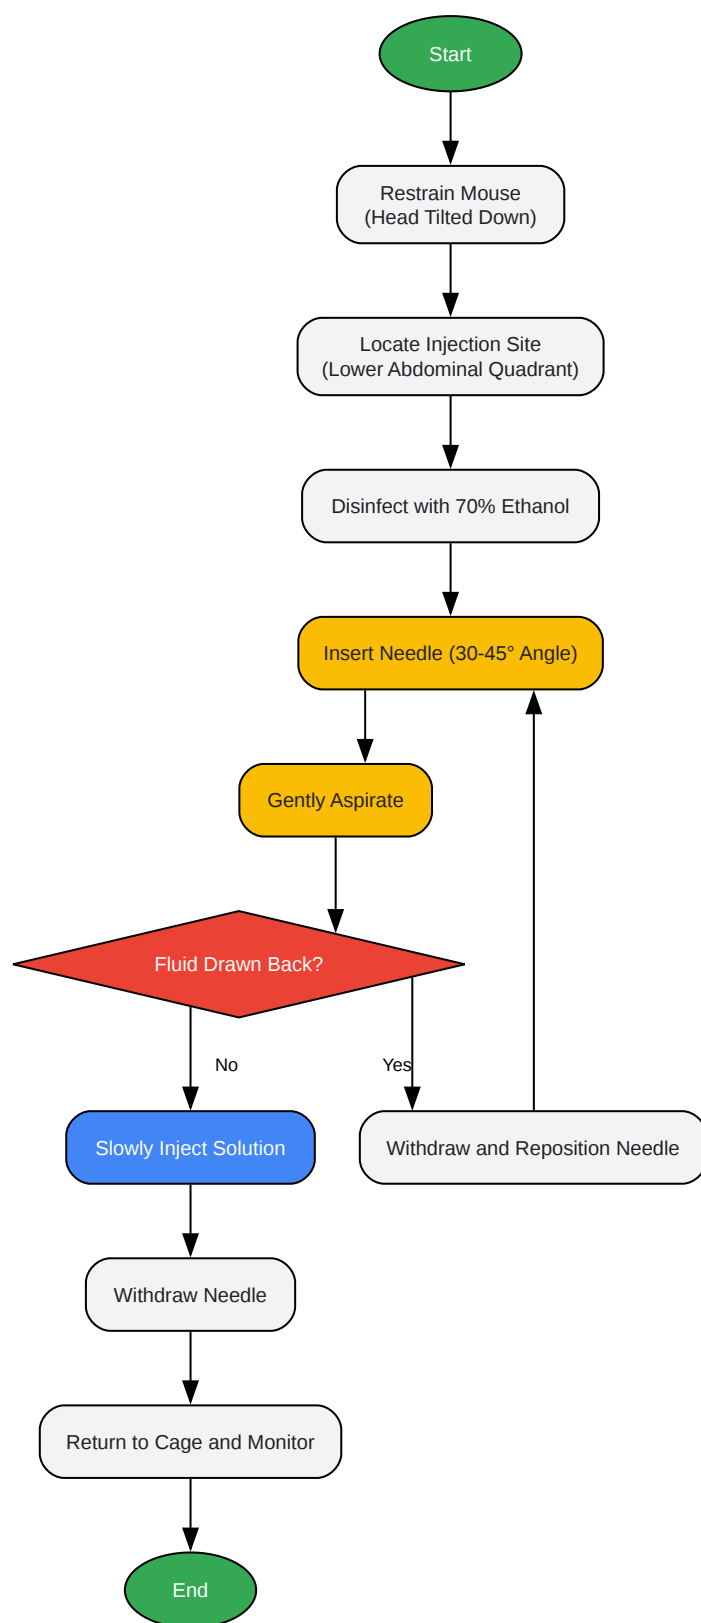 Start
Restrain Mouse
(Head Tilted Down)
Locate Injection Site
(Lower Abdominal Quadrant)
Disinfect with 70% Ethanol
Insert Needle (30-45° Angle)
Gently Aspirate
Fluid Drawn Back?
No
Yes
Slowly Inject Solution
Withdraw and Reposition Needle
Withdraw Needle
Return to Cage and Monitor
End